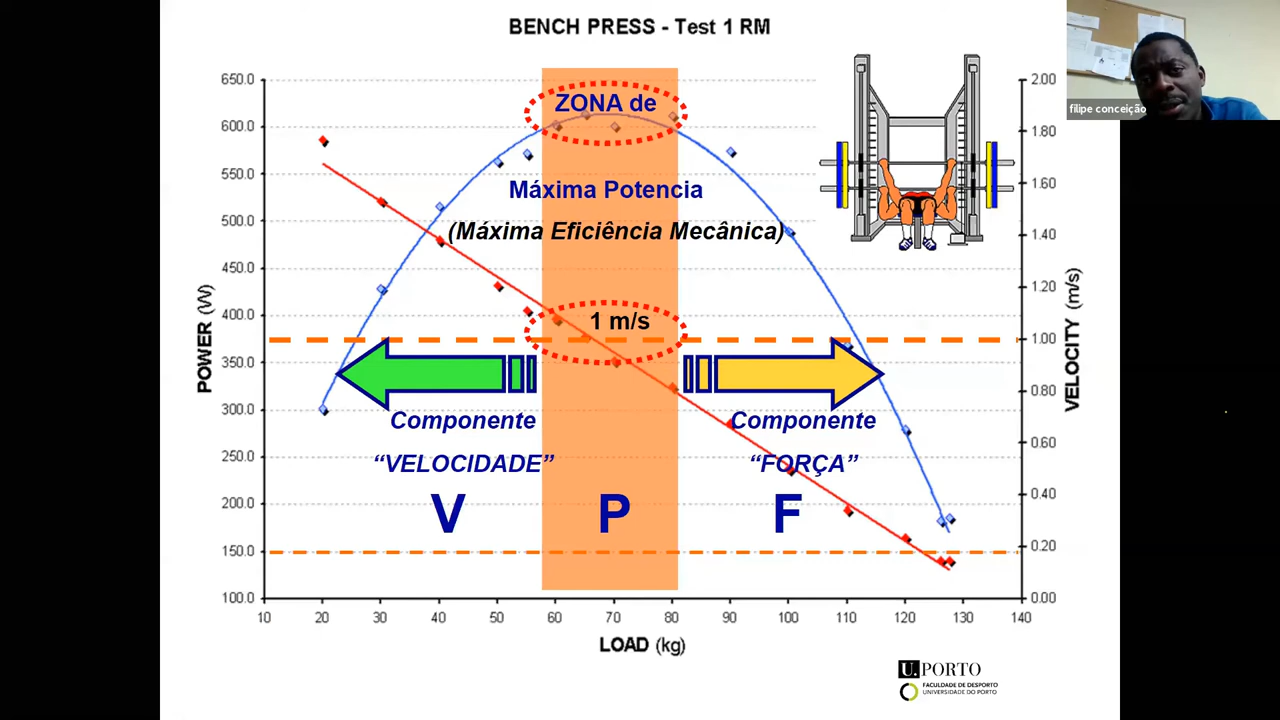 BENCH PRESS - Test 1 RM
filipe conceição
650.0
600.0
550.0
500.0
450.0
400.0
350.0
300.0
250.0
200.0
150.0
100.0
POWER (W)
2.00
1.80
1.60
1.40
1.20
1.00
0.80
0.60
0.40
0.20
0.00
VELOCITY (m/s)
ZONA de
Máxima Potencia
(Máxima Eficiência Mecânica)
1 m/s
Componente
“VELOCIDADE”
V
P
Componente
“FORÇA”
F
10 20 30 40 50 60 70 80 90 100 110 120 130 140
LOAD (kg)
U. PORTO
FACULDADE DE DESPORTO
UNIVERSIDADE DO PORTO